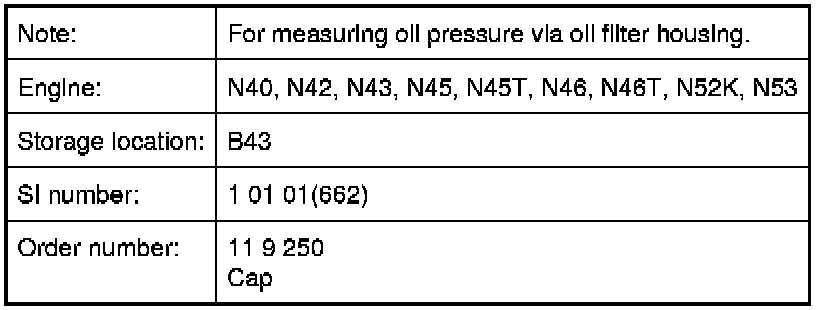 Note: For measuring oil pressure via oil filter housing.
Engine: N40, N42, N43, N45, N45T, N46, N46T, N52K, N53
Storage location: B43
SI number: 1 01 01(662)
Order number: 11 9 250
Cap